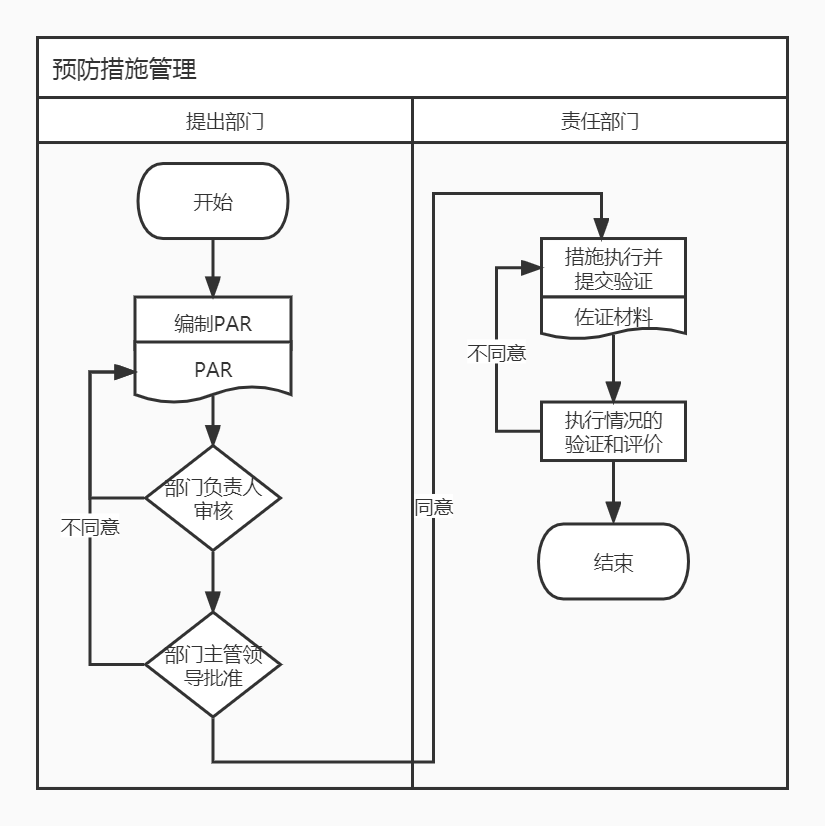 预防措施管理
提出部门
责任部门
开始
编制PAR
PAR
部门负责人
审核
不同意
部门主管领
导批准
同意
措施执行并
提交验证
佐证材料
不同意
执行情况的
验证和评价
结束